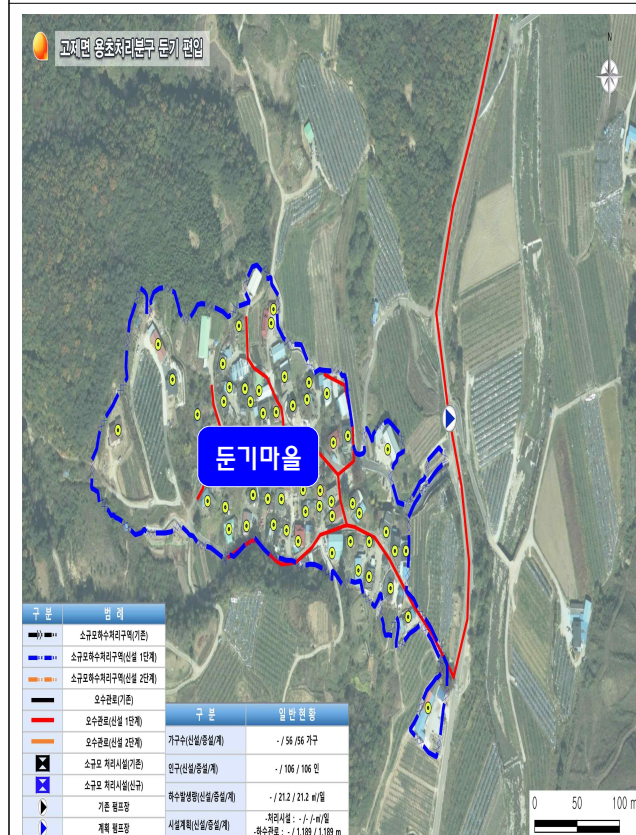 고제면 용초처리분구 둔기 편입
N
둔기마을
구 분 범 례
소규모하수처리구역(기존)
소규모하수처리구역(신설 1단계)
소규모하수처리구역(신설 2단계)
오수관로(기존)
오수관로(신설 1단계)
오수관로(신설 2단계)
소규모 처리시설(기존)
소규모 처리시설(신규)
기존 펌프장
계획 펌프장
구 분 일반현황
가구수(신설/증설/계) - / 56 /56 가구
인구(신설/증설/계) - / 106 / 106 인
하수발생량(신설/증설/계) - / 21.2 / 21.2 ㎥/일
시설계획(신설/증설/계) -처리시설 : - / - / -㎥/일
-하수관로 : - / 1,189 / 1,189 m
0 50 100 m